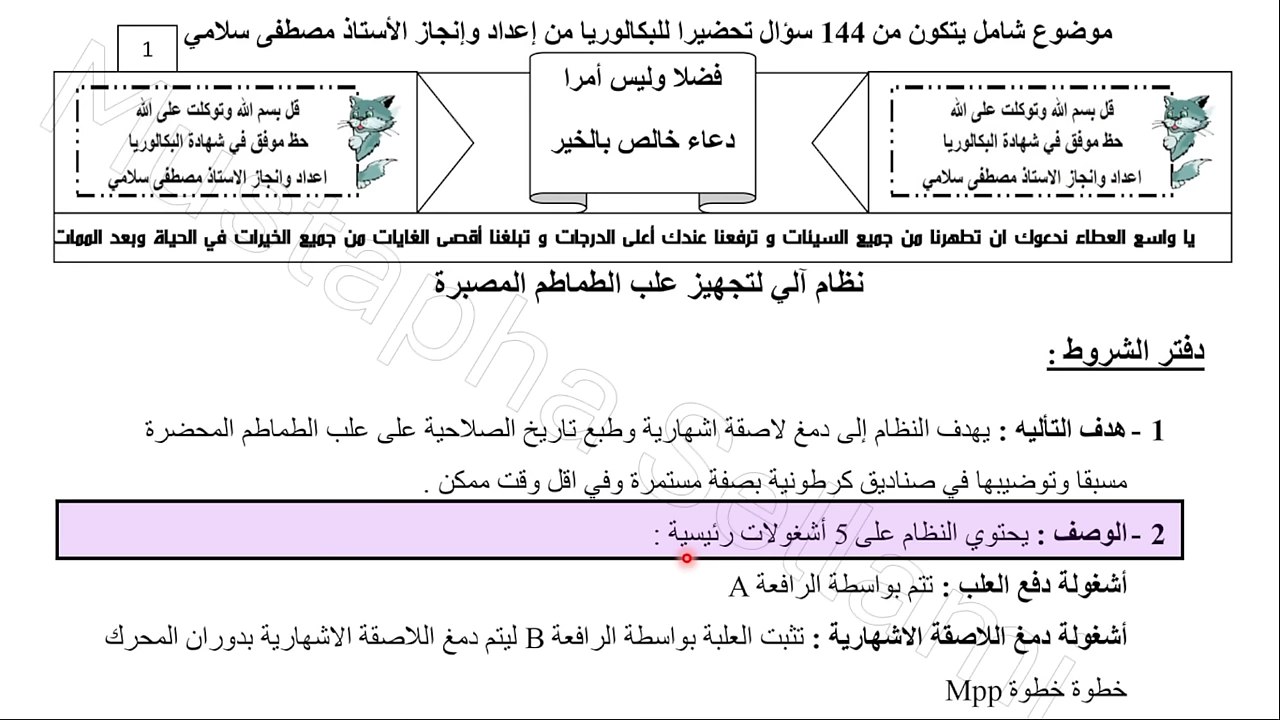 موضوع شامل يتكون من 144 سؤال تحضيرا للبكالوريا من إعداد وإنجاز الأستاذ مصطفى سلامي
1
قل بسم الله وتوكلت على الله
حظ موفق في شهادة البكالوريا
اعداد وانجاز الاستاذ مصطفى سلامي
فضلا وليس أمرا
دعاء خالص بالخير
قل بسم الله وتوكلت على الله
حظ موفق في شهادة البكالوريا
اعداد وانجاز الاستاذ مصطفى سلامي
يا واسع العطاء ندعوك ان تطهرنا من جميع السيئات و ترفعنا عندك أعلى الدرجات و تبلغنا أقصى الغايات من جميع الخيرات في الحياة وبعد الممات
نظام آلي لتجهيز علب الطماطم المصبرة
دفتر الشروط :
1 - هدف التأليه : يهدف النظام إلى دمغ لاصقة اشهارية وطبع تاريخ الصلاحية على علب الطماطم المحضرة
مسبقا وتوضيبها في صناديق كرطونية بصفة مستمرة وفي اقل وقت ممكن .
2 - الوصف : يحتوي النظام على 5 أشغولات رئيسية :
أشغولة دفع العلب : تتم بواسطة الرافعة A
أشغولة دمغ اللاصقة الاشهارية : تثبت العلبة بواسطة الرافعة B ليتم دمغ اللاصقة الاشهارية بدوران المحرك
خطوة خطوة Mpp
Mustapha Sellami